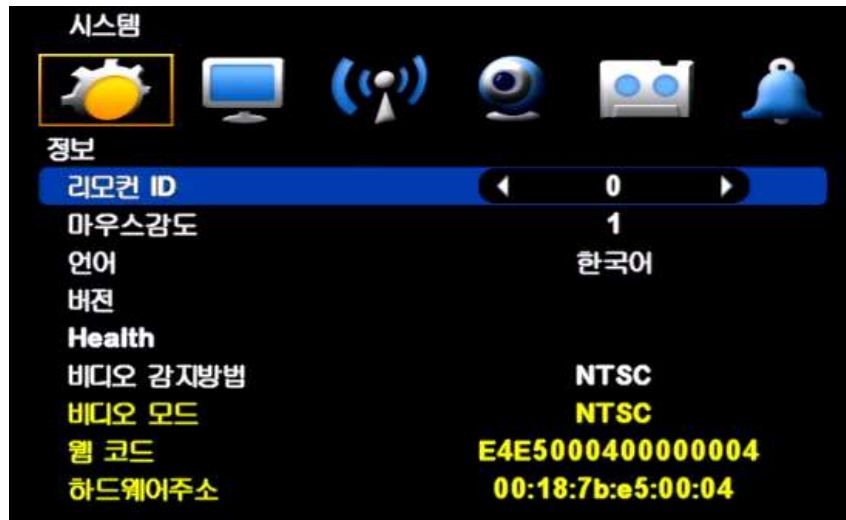 시스템
정보
리모컨 ID 0
마우스감도 1
언어 한국어
버전
Health
비디오 감지방법 NTSC
비디오 모드 NTSC
웹 코드 E4E5000400000004
하드웨어주소 00:18:7b:e5:00:04